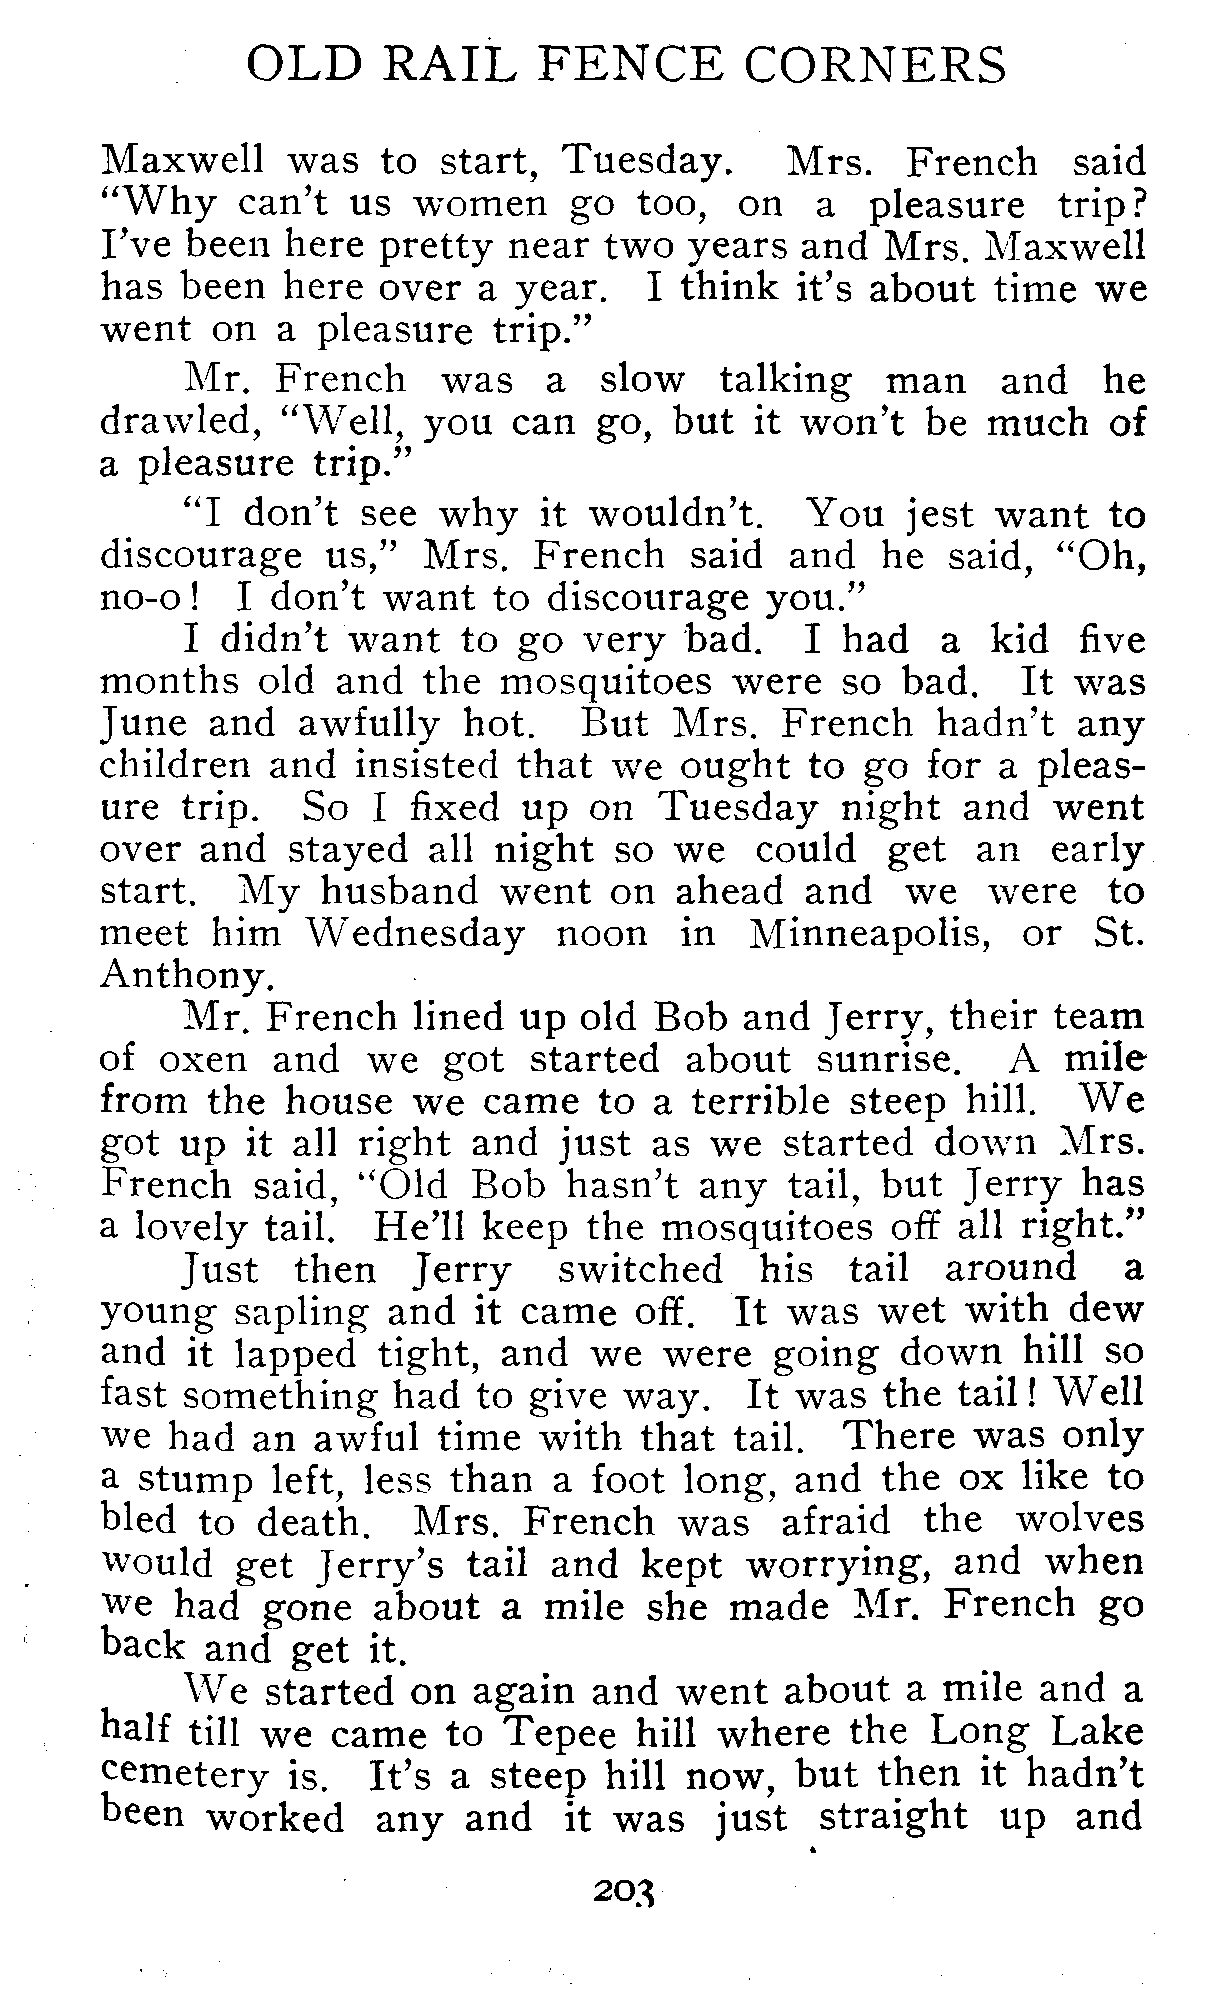 OLD RAIL FENCE CORNERS
Maxwell was to start, Tuesday. Mrs. French said
"Why can't us women go too, on a pleasure trip?
I've been here pretty near two years and Mrs. Maxwell
has been here over a year. I think it's about time we
went on a pleasure trip."
Mr. French was a slow talking man and he
drawled, "Well, you can go, but it won't be much of
a pleasure trip."
"I don't see why it wouldn't. You jest want to
discourage us," Mrs. French said and he said, "Oh,
no-o! I don't want to discourage you."
I didn't want to go very bad. I had a kid five
months old and the mosquitoes were so bad. It was
June and awfully hot. But Mrs. French hadn't any
children and insisted that we ought to go for a pleas-
ure trip. So I fixed up on Tuesday night and went
over and stayed all night so we could get an early
start. My husband went on ahead and we were to
meet him Wednesday noon in Minneapolis, or St.
Anthony.
Mr. French lined up old Bob and Jerry, their team
of oxen and we got started about sunrise. A mile
from the house we came to a terrible steep hill. We
got up it all right and just as we started down Mrs.
French said, "Old Bob hasn't any tail, but Jerry has
a lovely tail. He'll keep the mosquitoes off all right."
Just then Jerry switched his tail around a
young sapling and it came off. It was wet with dew
and it lapped tight, and we were going down hill so
fast something had to give way. It was the tail! Well
we had an awful time with that tail. There was only
a stump left, less than a foot long, and the ox like to
bled to death. Mrs. French was afraid the wolves
would get Jerry's tail and kept worrying, and when
we had gone about a mile she made Mr. French go
back and get it.
We started on again and went about a mile and a
half till we came to Tepee hill where the Long Lake
cemetery is. It's a steep hill now, but then it hadn't
been worked any and it was just straight up and
203